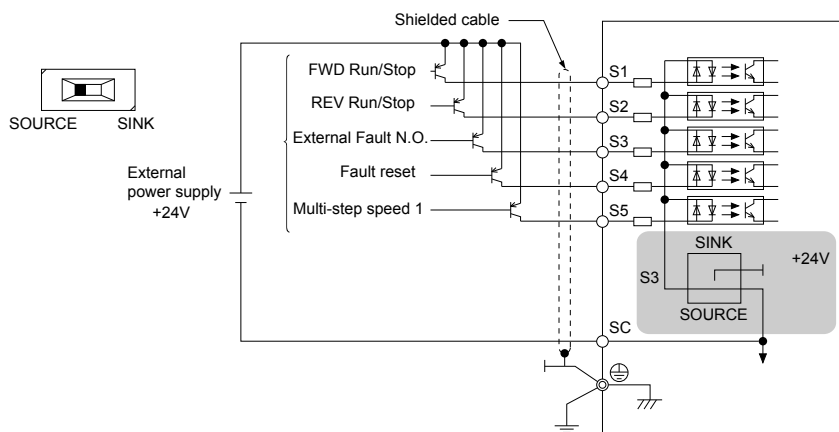 Shielded cable
SOURCE SINK
External
power supply
+24V
FWD Run/Stop
REV Run/Stop
External Fault N.O.
Fault reset
Multi-step speed 1
S1
S2
S3
S4
S5
SINK
+24V
S3
SOURCE
SC